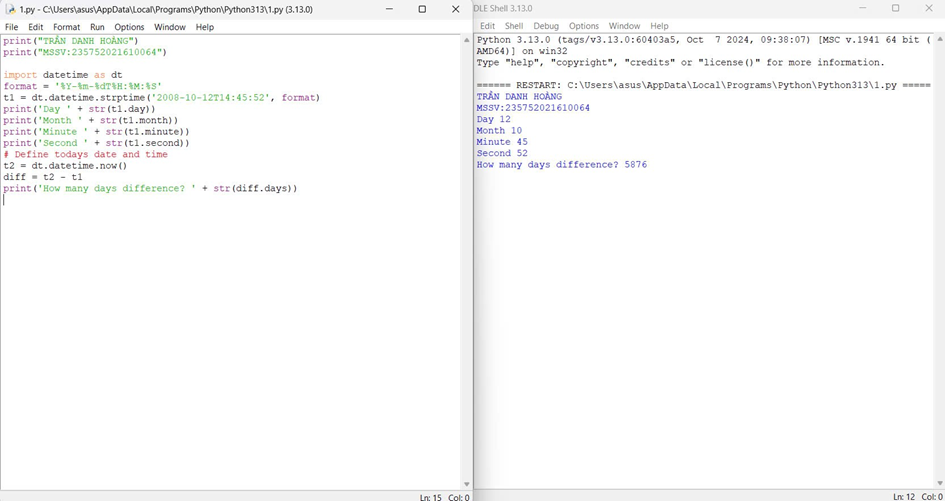 1.py - C:\Users\asus\AppData\Local\Programs\Python\Python313\1.py (3.13.0)
File Edit Format Run Options Window Help
print("TRẦN DANH HOÀNG")
print("MSSV:235752021610064")
import datetime as dt
format = '%Y-%m-%dT%H:%M:%S'
t1 = dt.datetime.strptime('2008-10-12T14:45:52', format)
print('Day ' + str(t1.day))
print('Month ' + str(t1.month))
print('Minute ' + str(t1.minute))
print('Second ' + str(t1.second))
# Define todays date and time
t2 = dt.datetime.now()
diff = t2 - t1
print('How many days difference? ' + str(diff.days))
Ln: 15 Col: 0
DLE Shell 3.13.0
Edit Shell Debug Options Window Help
Python 3.13.0 (tags/v3.13.0:60403a5, Oct  7 2024, 09:38:07) [MSC v.1941 64 bit (
AMD64)] on win32
Type "help", "copyright", "credits" or "license()" for more information.
====== RESTART: C:\Users\asus\AppData\Local\Programs\Python\Python313\1.py =====
TRẦN DANH HOÀNG
MSSV:235752021610064
Day 12
Month 10
Minute 45
Second 52
How many days difference? 5876
Ln: 12 Col: 0